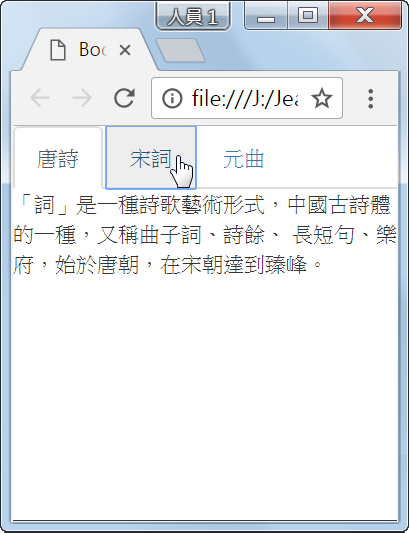 人員 1
Boo
file:///J:/Jea
唐詩 宋詞 元曲
「詞」是一種詩歌藝術形式，中國古詩體
的一種，又稱曲子詞、詩餘、 長短句、樂
府，始於唐朝，在宋朝達到臻峰。